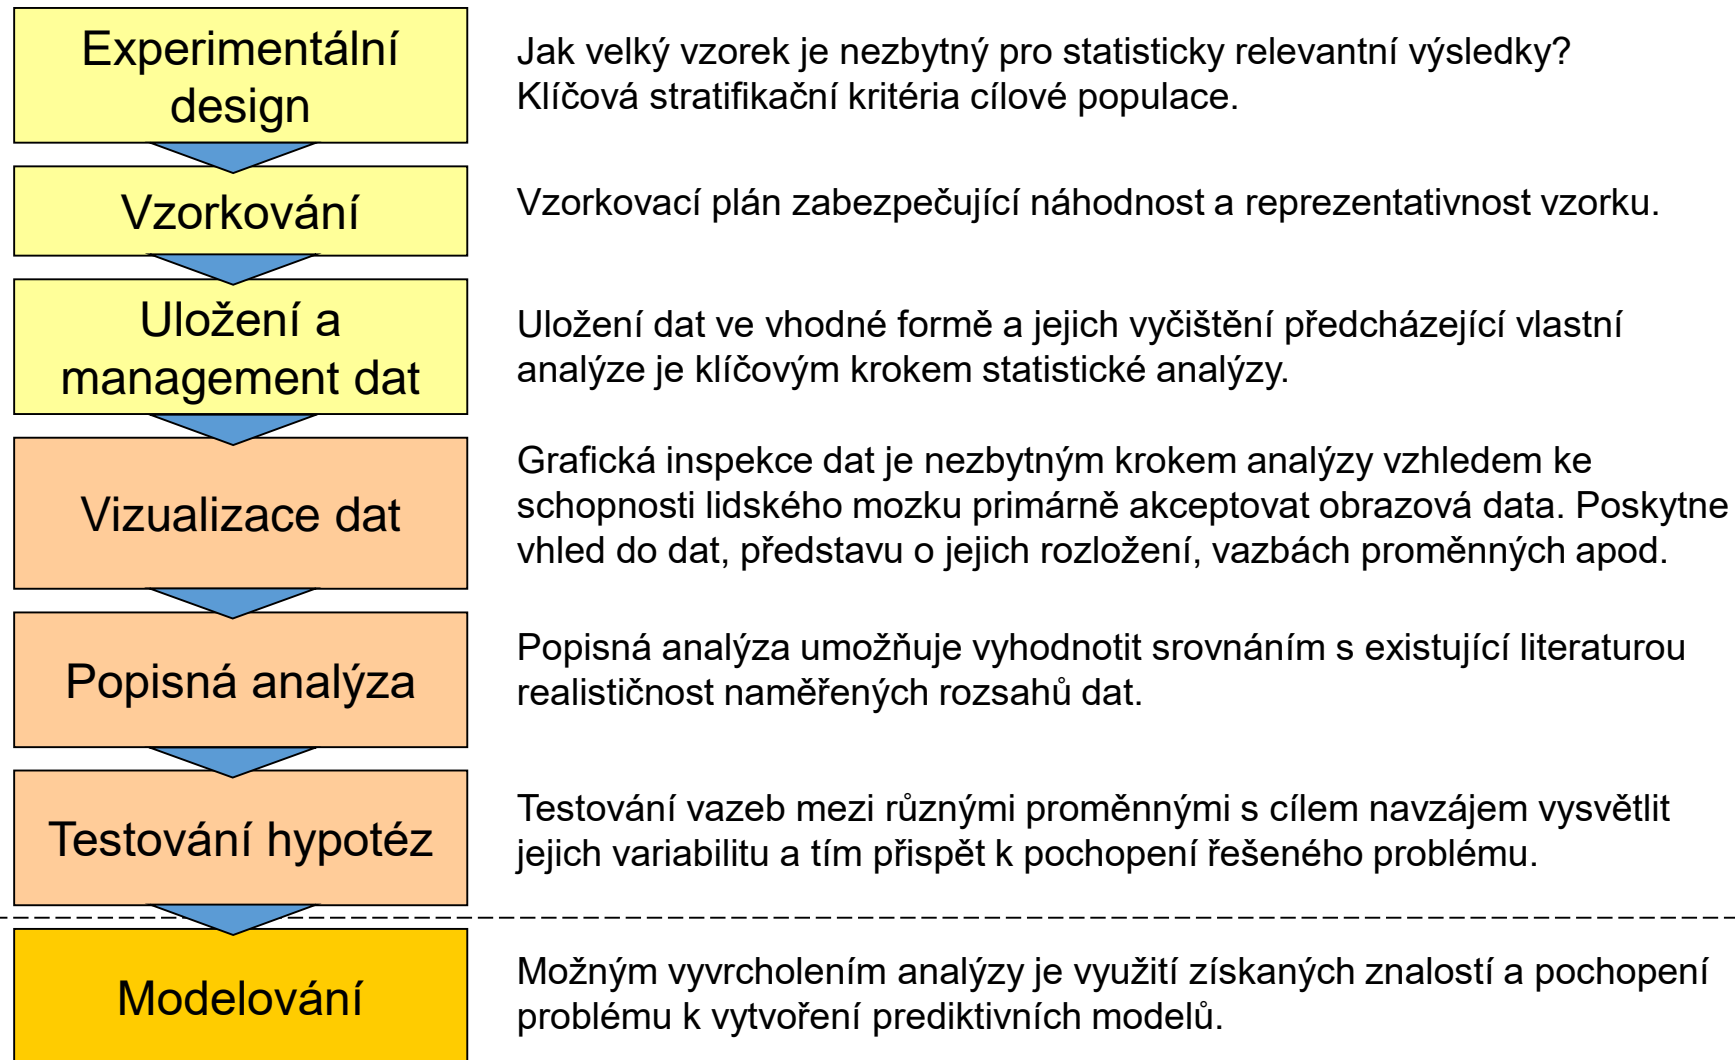 Experimentální
design
Jak velký vzorek je nezbytný pro statisticky relevantní výsledky?
Klíčová stratifikační kritéria cílové populace.
Vzorkování
Vzorkovací plán zabezpečující náhodnost a reprezentativnost vzorku.
Uložení a
management dat
Uložení dat ve vhodné formě a jejich vyčištění předcházející vlastní
analýze je klíčovým krokem statistické analýzy.
Vizualizace dat
Grafická inspekce dat je nezbytným krokem analýzy vzhledem ke
schopnosti lidského mozku primárně akceptovat obrazová data. Poskytne
vhled do dat, představu o jejich rozložení, vazbách proměnných apod.
Popisná analýza
Popisná analýza umožňuje vyhodnotit srovnáním s existující literaturou
realističnost naměřených rozsahů dat.
Testování hypotéz
Testování vazeb mezi různými proměnnými s cílem navzájem vysvětlit
jejich variabilitu a tím přispět k pochopení řešeného problému.
Modelování
Možným vyvrcholením analýzy je využití získaných znalostí a pochopení
problému k vytvoření prediktivních modelů.